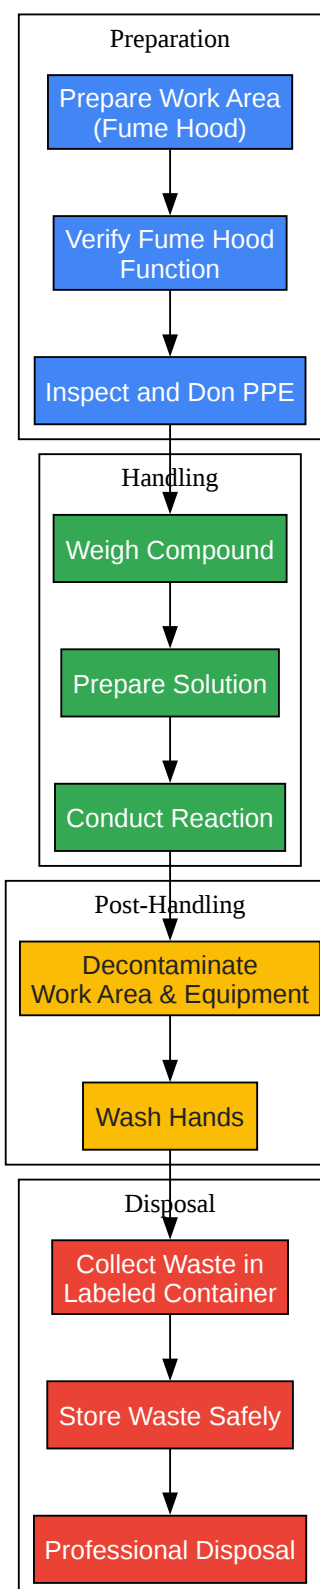 Preparation
Prepare Work Area
(Fume Hood)
Verify Fume Hood
Function
Inspect and Don PPE
Handling
Weigh Compound
Prepare Solution
Conduct Reaction
Post-Handling
Decontaminate
Work Area & Equipment
Wash Hands
Disposal
Collect Waste in
Labeled Container
Store Waste Safely
Professional Disposal